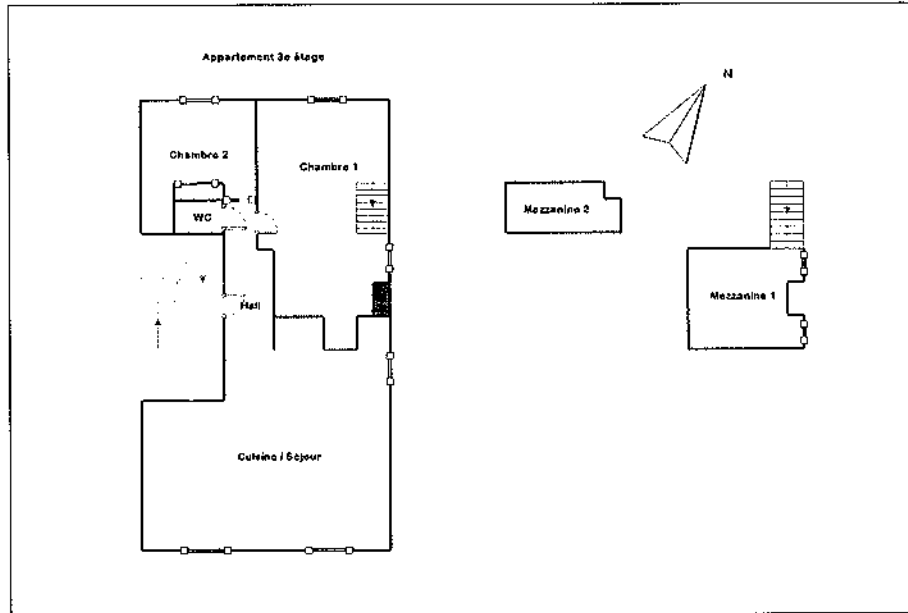 Appartement 3e étage
N
Chambre 2
Chambre 1
WC
Mezzanine 2
Hall
Mezzanine 1
Cuisine / Séjour